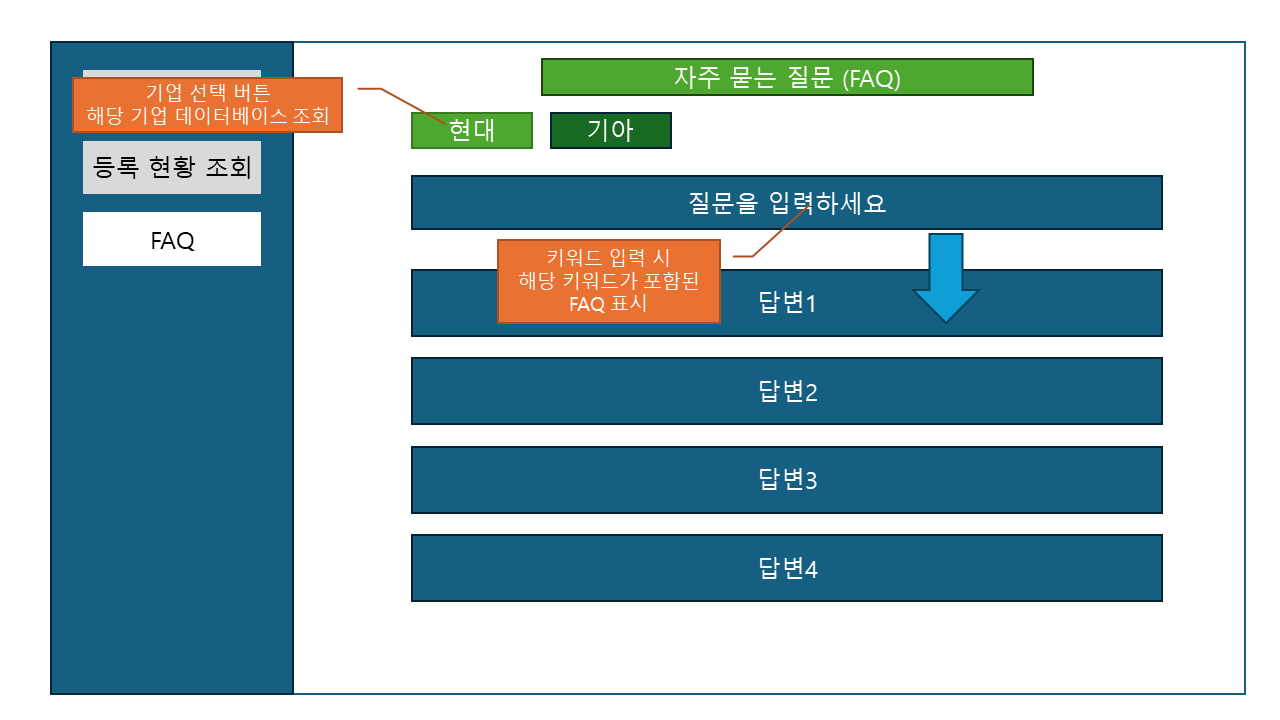 자주 묻는 질문 (FAQ)
기업 선택 버튼
해당 기업 데이터베이스 조회
현대
기아
등록 현황 조회
FAQ
질문을 입력하세요
키워드 입력 시
해당 키워드가 포함된
FAQ 표시
답변1
답변2
답변3
답변4